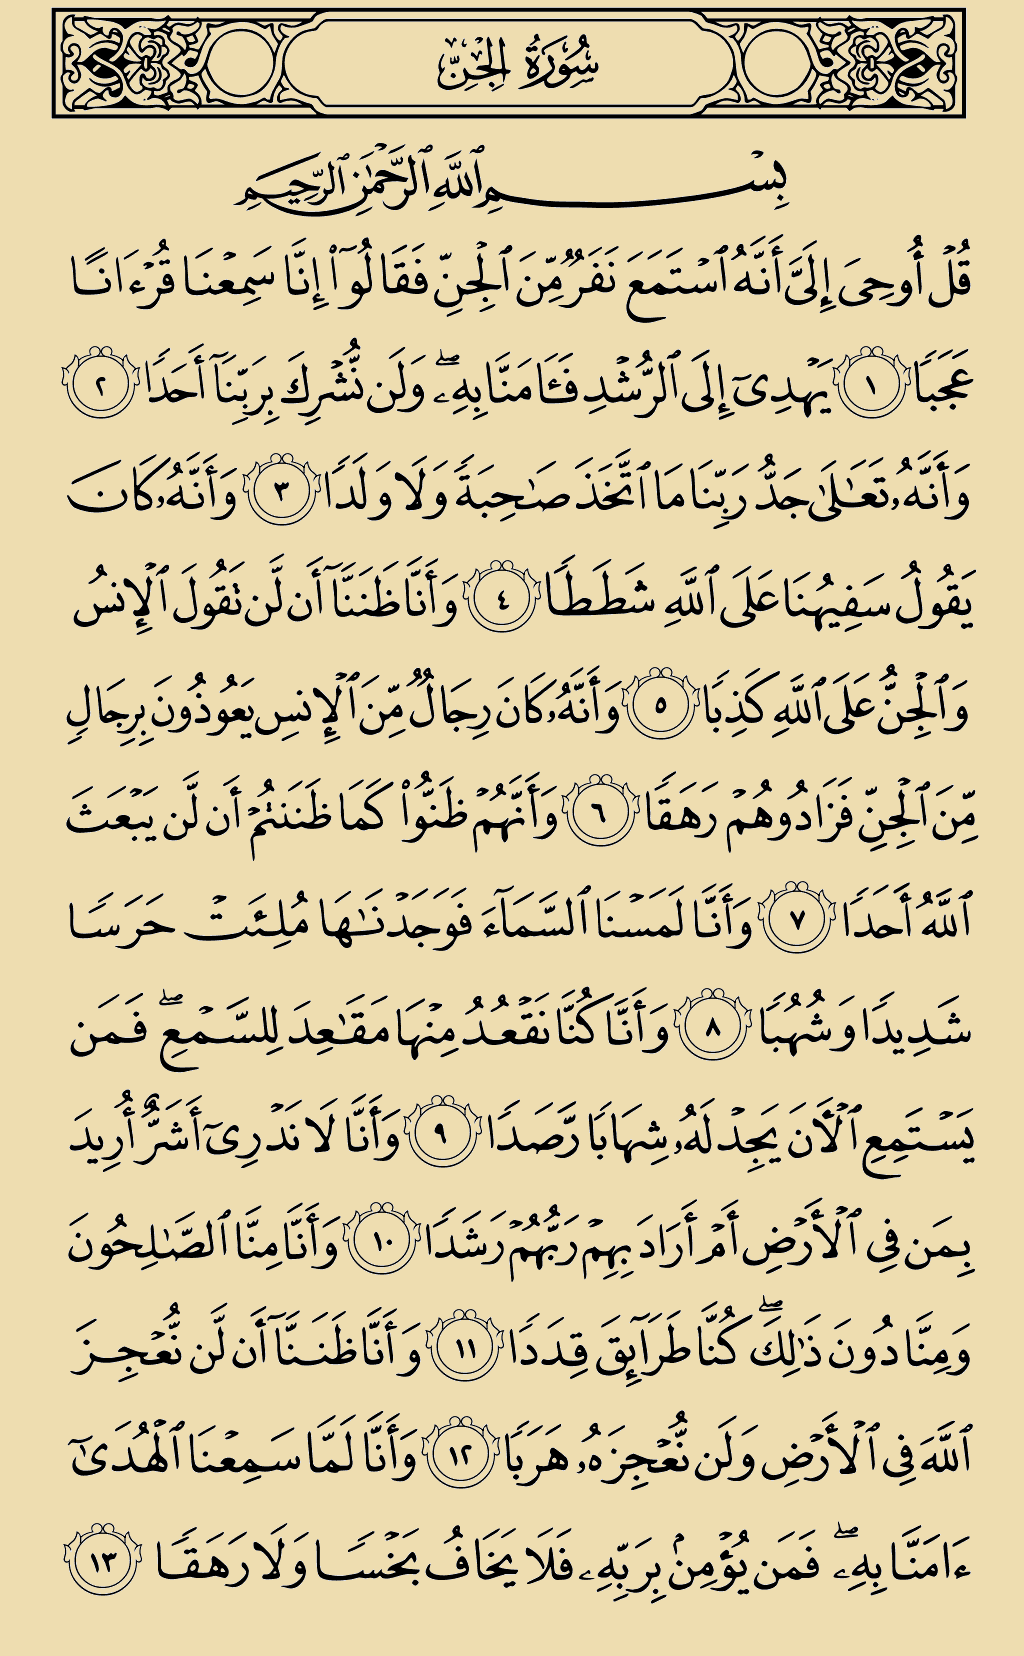 سُورَةُ الجِنِّ
بِسْمِ ٱللَّهِ ٱلرَّحْمَٰنِ ٱلرَّحِيمِ
قُلْ أُوحِىَ إِلَىَّ أَنَّهُ ٱسْتَمَعَ نَفَرٌ مِّنَ ٱلْجِنِّ فَقَالُوٓا۟ إِنَّا سَمِعْنَا قُرْءَانًا
عَجَبًا ١ يَهْدِىٓ إِلَى ٱلرُّشْدِ فَـَٔامَنَّا بِهِۦ ۖ وَلَن نُّشْرِكَ بِرَبِّنَآ أَحَدًا ٢
وَأَنَّهُۥ تَعَٰلَىٰ جَدُّ رَبِّنَا مَا ٱتَّخَذَ صَٰحِبَةً وَلَا وَلَدًا ٣ وَأَنَّهُۥ كَانَ
يَقُولُ سَفِيهُنَا عَلَى ٱللَّهِ شَطَطًا ٤ وَأَنَّا ظَنَنَّآ أَن لَّن تَقُولَ ٱلْإِنسُ
وَٱلْجِنُّ عَلَى ٱللَّهِ كَذِبًا ٥ وَأَنَّهُۥ كَانَ رِجَالٌ مِّنَ ٱلْإِنسِ يَعُوذُونَ بِرِجَالٍ
مِّنَ ٱلْجِنِّ فَزَادُوهُمْ رَهَقًا ٦ وَأَنَّهُمْ ظَنُّوا۟ كَمَا ظَنَنتُمْ أَن لَّن يَبْعَثَ
ٱللَّهُ أَحَدًا ٧ وَأَنَّا لَمَسْنَا ٱلسَّمَآءَ فَوَجَدْنَٰهَا مُلِئَتْ حَرَسًا
شَدِيدًا وَشُهُبًا ٨ وَأَنَّا كُنَّا نَقْعُدُ مِنْهَا مَقَٰعِدَ لِلسَّمْعِ ۖ فَمَن
يَسْتَمِعِ ٱلْـَٔانَ يَجِدْ لَهُۥ شِهَابًا رَّصَدًا ٩ وَأَنَّا لَا نَدْرِىٓ أَشَرٌّ أُرِيدَ
بِمَن فِى ٱلْأَرْضِ أَمْ أَرَادَ بِهِمْ رَبُّهُمْ رَشَدًا ١٠ وَأَنَّا مِنَّا ٱلصَّٰلِحُونَ
وَمِنَّا دُونَ ذَٰلِكَ ۖ كُنَّا طَرَآئِقَ قِدَدًا ١١ وَأَنَّا ظَنَنَّآ أَن لَّن نُّعْجِزَ
ٱللَّهَ فِى ٱلْأَرْضِ وَلَن نُّعْجِزَهُۥ هَرَبًا ١٢ وَأَنَّا لَمَّا سَمِعْنَا ٱلْهُدَىٰٓ
ءَامَنَّا بِهِۦ ۖ فَمَن يُؤْمِنۢ بِرَبِّهِۦ فَلَا يَخَافُ بَخْسًا وَلَا رَهَقًا ١٣